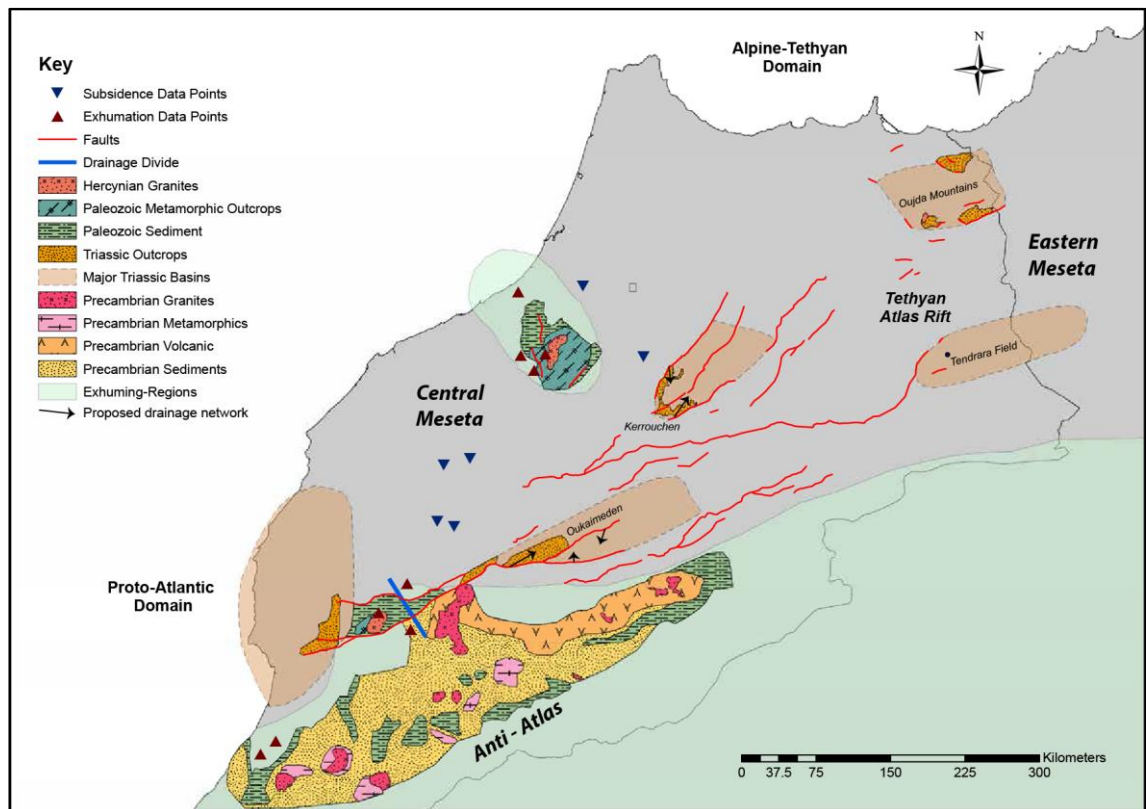 Key
Subsidence Data Points
Exhumation Data Points
Faults
Drainage Divide
Hercynian Granites
Paleozoic Metamorphic Outcrops
Paleozoic Sediment
Triassic Outcrops
Major Triassic Basins
Precambrian Granites
Precambrian Metamorphics
Precambrian Volcanic
Precambrian Sediments
Exhuming-Regions
Proposed drainage network
Alpine-Tethyan
Domain
N
Oujda Mountains
Eastern
Meseta
Tethyan
Atlas Rift
Tendrara Field
Central
Meseta
Kerrouchen
Oukaimeden
Proto-Atlantic
Domain
Anti - Atlas
Kilometers
0 37.5 75 150 225 300